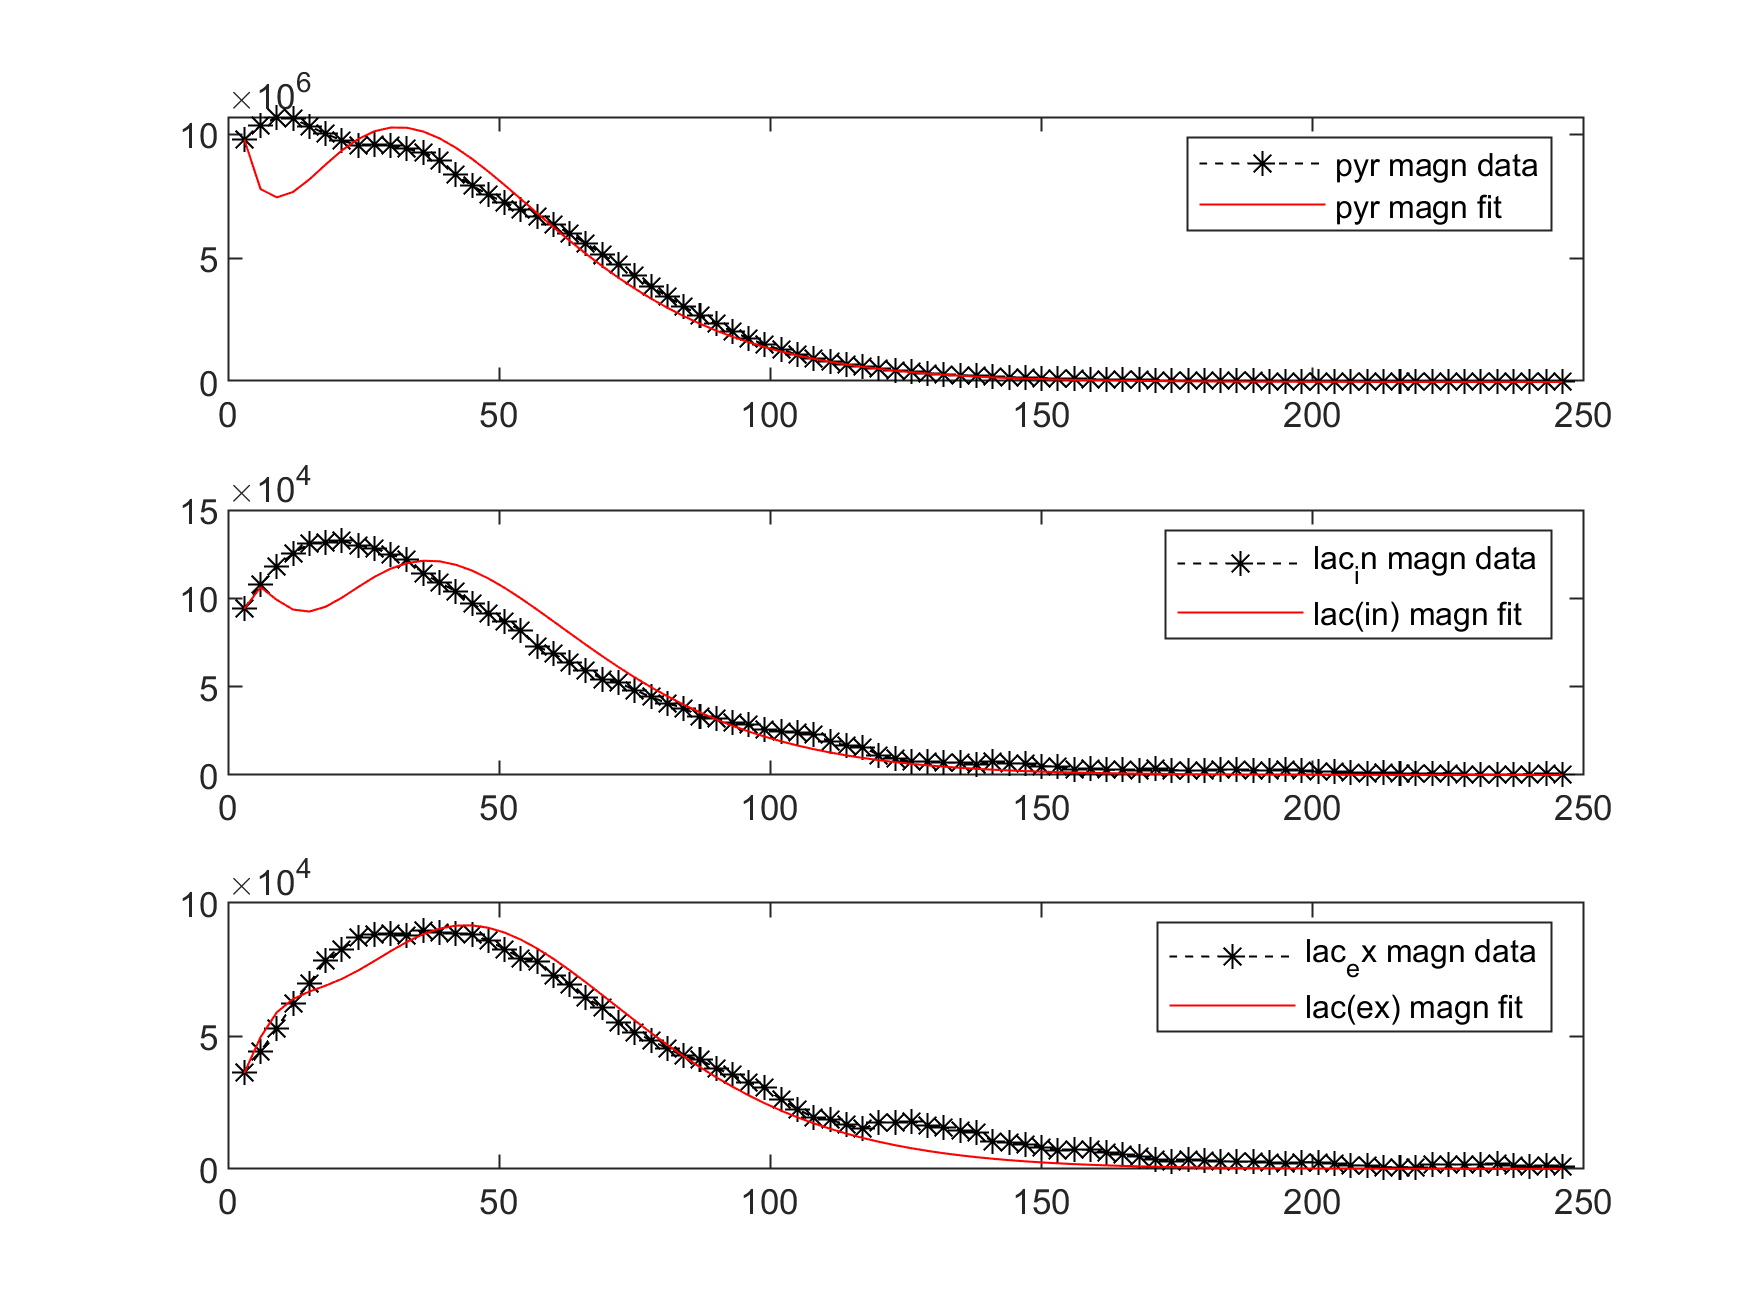 ×10^6
10
5
0
0 50 100 150 200 250
pyr magn data
pyr magn fit
×10^4
15
10
5
0
0 50 100 150 200 250
lac_in magn data
lac(in) magn fit
×10^4
10
5
0
0 50 100 150 200 250
lac_ex magn data
lac(ex) magn fit